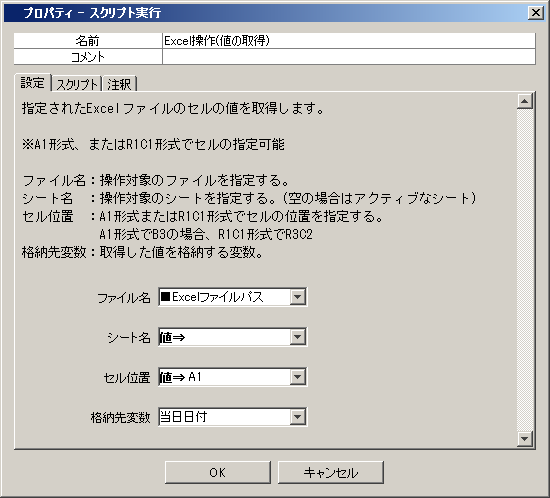 プロパティ - スクリプト実行
名前 Excel操作(値の取得)
コメント
設定 スクリプト 注釈
指定されたExcelファイルのセルの値を取得します。
※A1形式、またはR1C1形式でセルの指定可能
ファイル名：操作対象のファイルを指定する。
シート名　：操作対象のシートを指定する。(空の場合はアクティブなシート)
セル位置　：A1形式またはR1C1形式でセルの位置を指定する。
A1形式でB3の場合、R1C1形式でR3C2
格納先変数：取得した値を格納する変数。
ファイル名 ■Excelファイルパス
シート名 値⇒
セル位置 値⇒ A1
格納先変数 当日日付
OK キャンセル